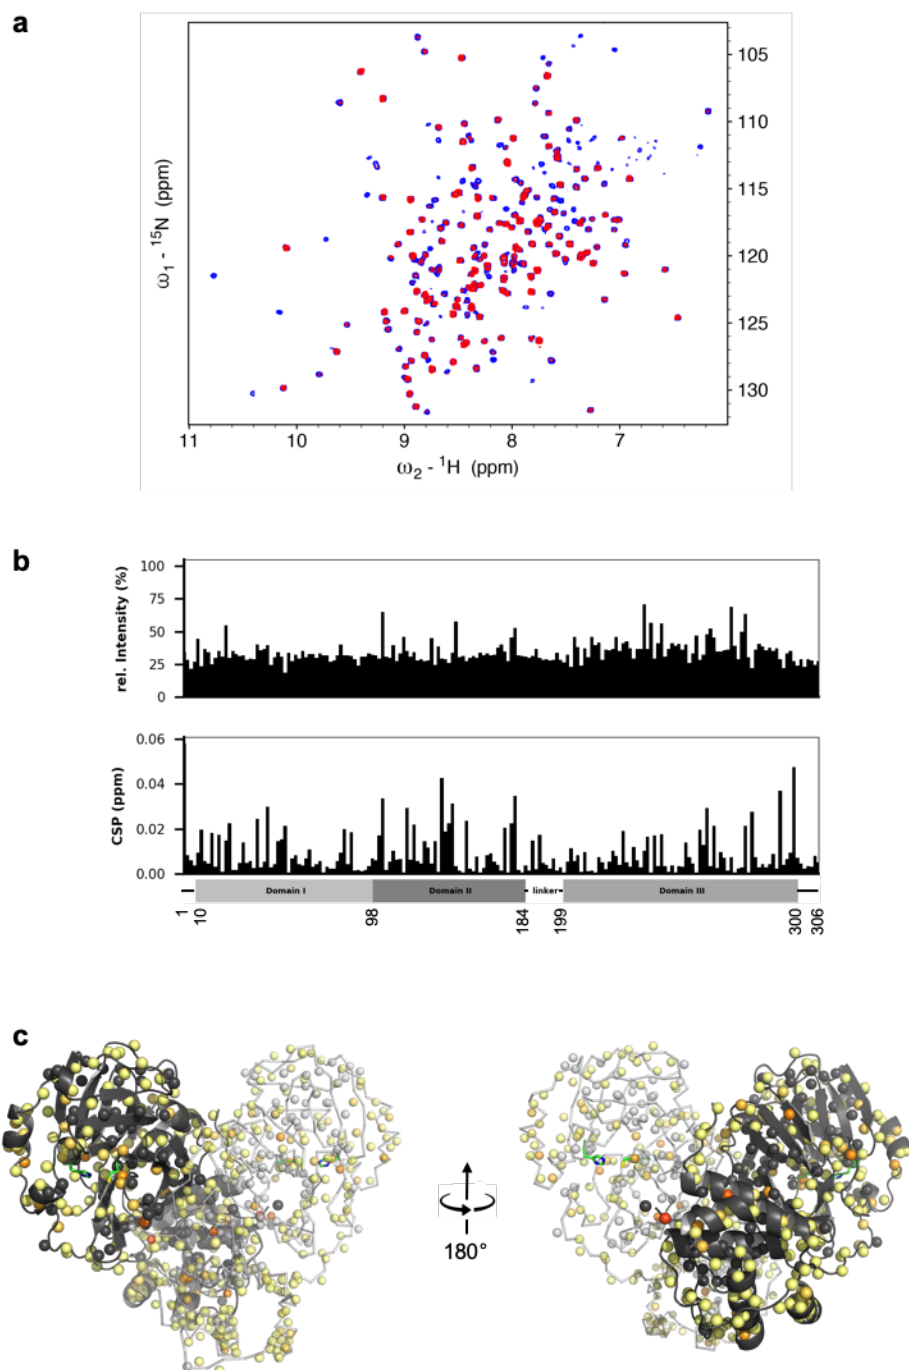 a
105
110
115
120
125
130
ω₁ - ¹⁵N (ppm)
11 10 9 8 7
ω₂ - ¹H (ppm)
b
100
75
50
25
0
rel. Intensity (%)
0.06
0.04
0.02
0.00
CSP (ppm)
Domain I Domain II linker Domain III
1 10 98 184 199 300 306
c
180°